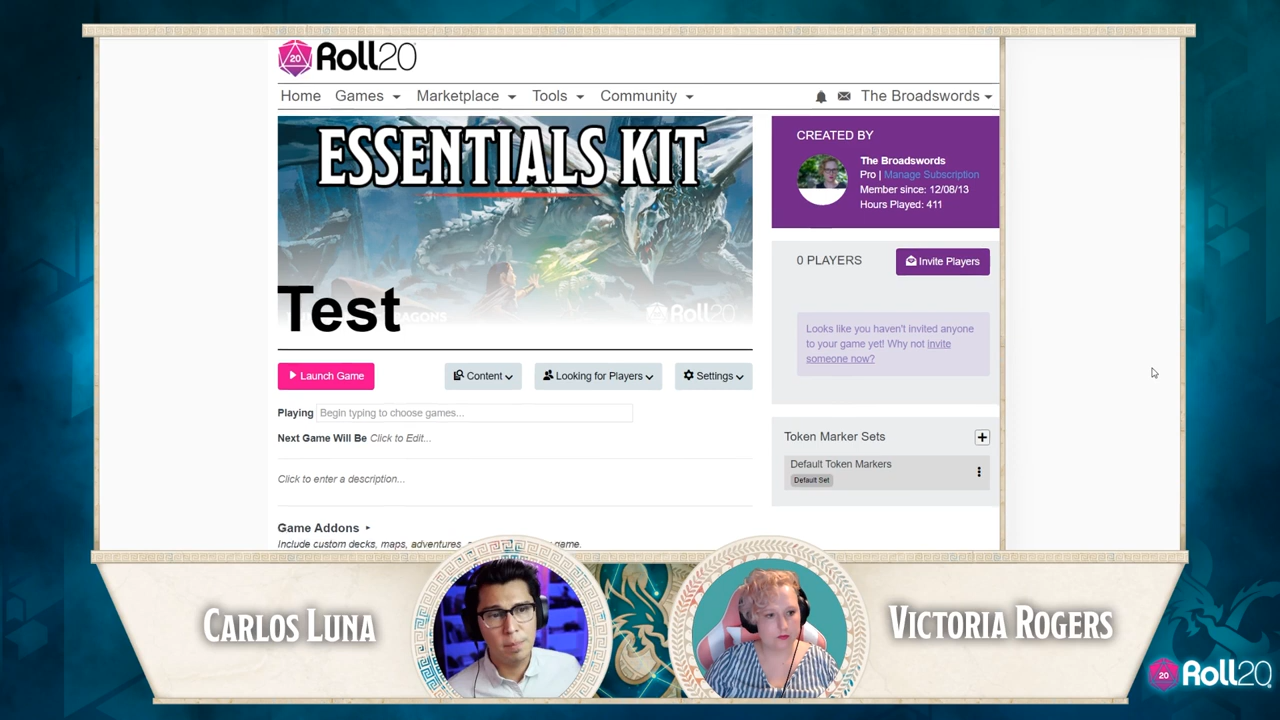 20 Roll20
Home Games Marketplace Tools Community The Broadswords
ESSENTIALS KIT
Test
Roll20
CREATED BY
The Broadswords
Pro | Manage Subscription
Member since: 12/08/13
Hours Played: 411
0 PLAYERS Invite Players
Looks like you haven't invited anyone
to your game yet! Why not invite
someone now?
Launch Game Content Looking for Players Settings
Playing Begin typing to choose games...
Next Game Will Be Click to Edit...
Click to enter a description...
Token Marker Sets +
Default Token Markers
Default Set
Game Addons
Include custom decks, maps, adventures, game.
CARLOS LUNA
VICTORIA ROGERS
20 Roll20